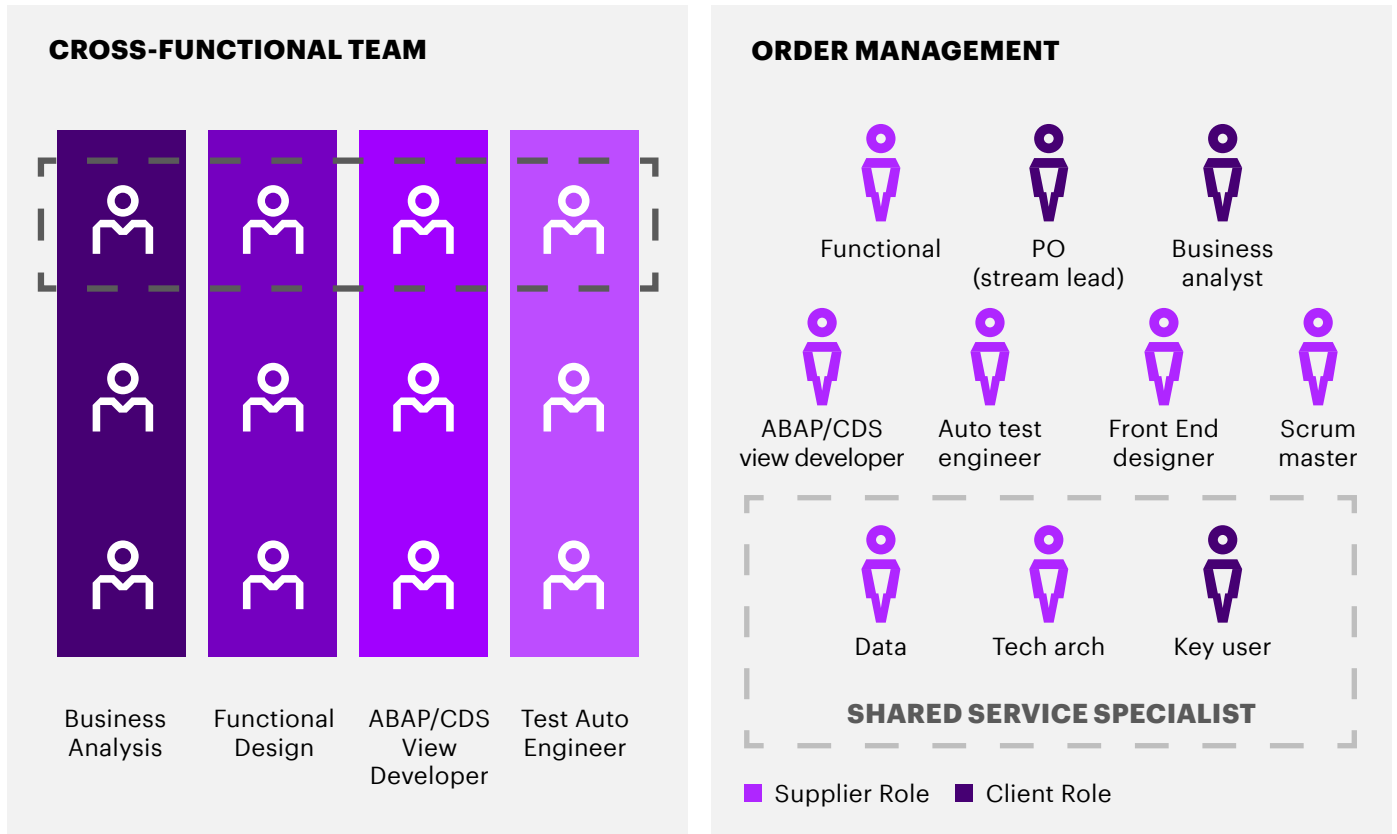 CROSS-FUNCTIONAL TEAM
Business
Analysis
Functional
Design
ABAP/CDS
View
Developer
Test Auto
Engineer
ORDER MANAGEMENT
Functional
PO
(stream lead)
Business
analyst
ABAP/CDS
view developer
Auto test
engineer
Front End
designer
Scrum
master
Data
Tech arch
Key user
SHARED SERVICE SPECIALIST
Supplier Role
Client Role